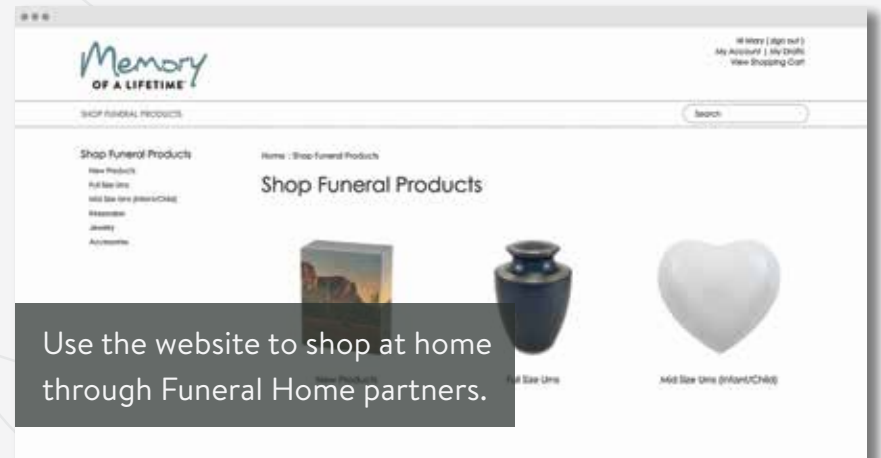 Memory
OF A LIFETIME
Hi Mary ( sign out )
My Account | My Drafts
View Shopping Cart
SHOP FUNERAL PRODUCTS
Search
Shop Funeral Products
New Products
Full Size Urns
Mid Size Urns (Infant/Child)
Keepsakes
Jewelry
Accessories
Home : Shop Funeral Products
Shop Funeral Products
Use the website to shop at home
through Funeral Home partners.
New Products
Full Size Urns
Mid Size Urns (Infant/Child)